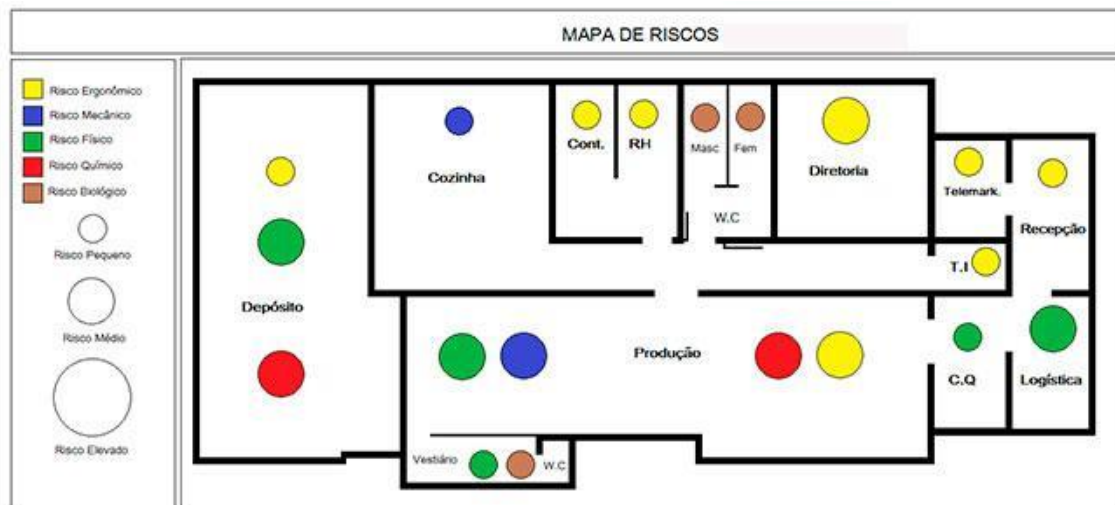 MAPA DE RISCOS
Risco Ergonômico
Risco Mecânico
Risco Físico
Risco Químico
Risco Biológico
Risco Pequeno
Risco Médio
Risco Elevado
Depósito
Cozinha
Cont.
RH
Masc
Fem
W.C
Diretoria
Telemark.
Recepção
T.I
Produção
C.Q
Logística
Vestiário
W.C